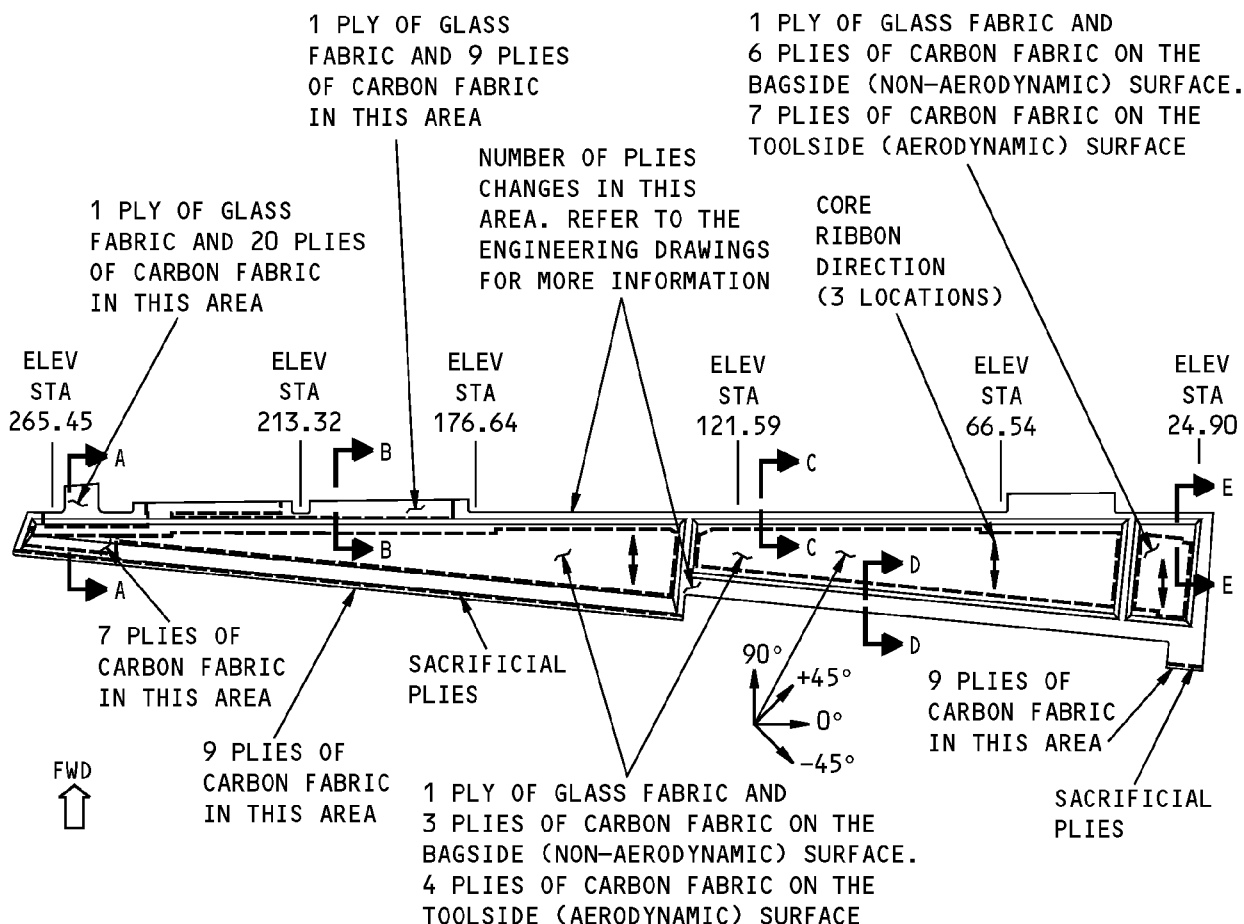 1 PLY OF GLASS
FABRIC AND 9 PLIES
OF CARBON FABRIC
IN THIS AREA
1 PLY OF GLASS FABRIC AND
6 PLIES OF CARBON FABRIC ON THE
BAGSIDE (NON-AERODYNAMIC) SURFACE.
7 PLIES OF CARBON FABRIC ON THE
TOOLSIDE (AERODYNAMIC) SURFACE
NUMBER OF PLIES
CHANGES IN THIS
AREA. REFER TO THE
ENGINEERING DRAWINGS
FOR MORE INFORMATION
1 PLY OF GLASS
FABRIC AND 20 PLIES
OF CARBON FABRIC
IN THIS AREA
CORE
RIBBON
DIRECTION
(3 LOCATIONS)
ELEV
STA
265.45
ELEV
STA
213.32
ELEV
STA
176.64
ELEV
STA
121.59
ELEV
STA
66.54
ELEV
STA
24.90
A
B
C
E
B
C
D
E
A
D
7 PLIES OF
CARBON FABRIC
IN THIS AREA
SACRIFICIAL
PLIES
90°
+45°
0°
-45°
9 PLIES OF
CARBON FABRIC
IN THIS AREA
9 PLIES OF
CARBON FABRIC
IN THIS AREA
FWD
SACRIFICIAL
PLIES
1 PLY OF GLASS FABRIC AND
3 PLIES OF CARBON FABRIC ON THE
BAGSIDE (NON-AERODYNAMIC) SURFACE.
4 PLIES OF CARBON FABRIC ON THE
TOOLSIDE (AERODYNAMIC) SURFACE